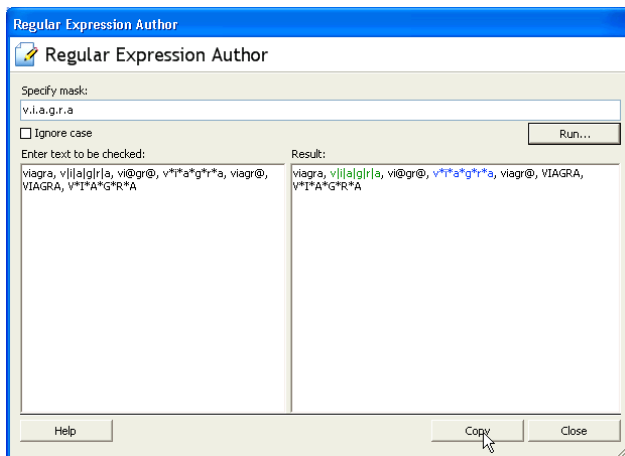 Regular Expression Author
Regular Expression Author
Specify mask:
v.i.a.g.r.a
Ignore case
Run...
Enter text to be checked:
Result:
viagra, v|i|a|g|r|a, vi@gr@, v*i*a*g*r*a, viagr@,
VIAGRA, V*I*A*G*R*A
viagra, v|i|a|g|r|a, vi@gr@, v*i*a*g*r*a, viagr@, VIAGRA,
V*I*A*G*R*A
Help
Copy
Close